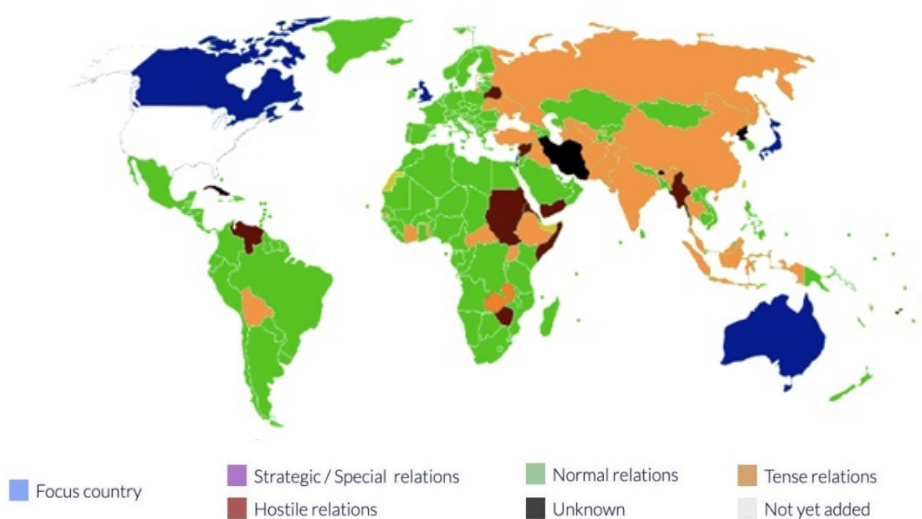 Focus country
Strategic / Special relations
Hostile relations
Normal relations
Unknown
Tense relations
Not yet added